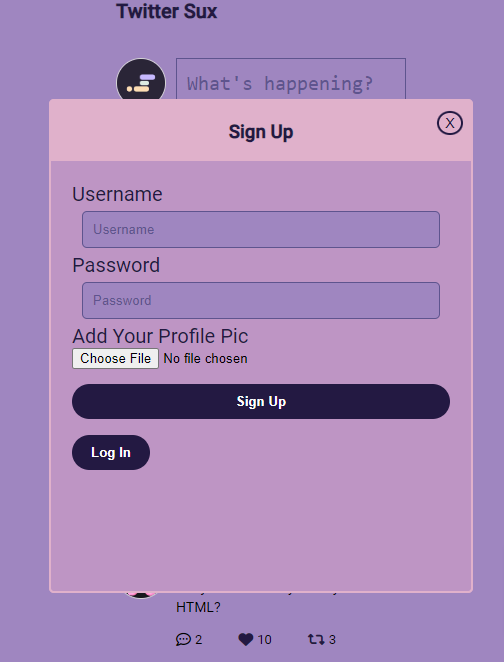 Twitter Sux
What's happening?
Sign Up
X
Username
Username
Password
Password
Add Your Profile Pic
Choose File No file chosen
Sign Up
Log In
HTML?
2 10 3